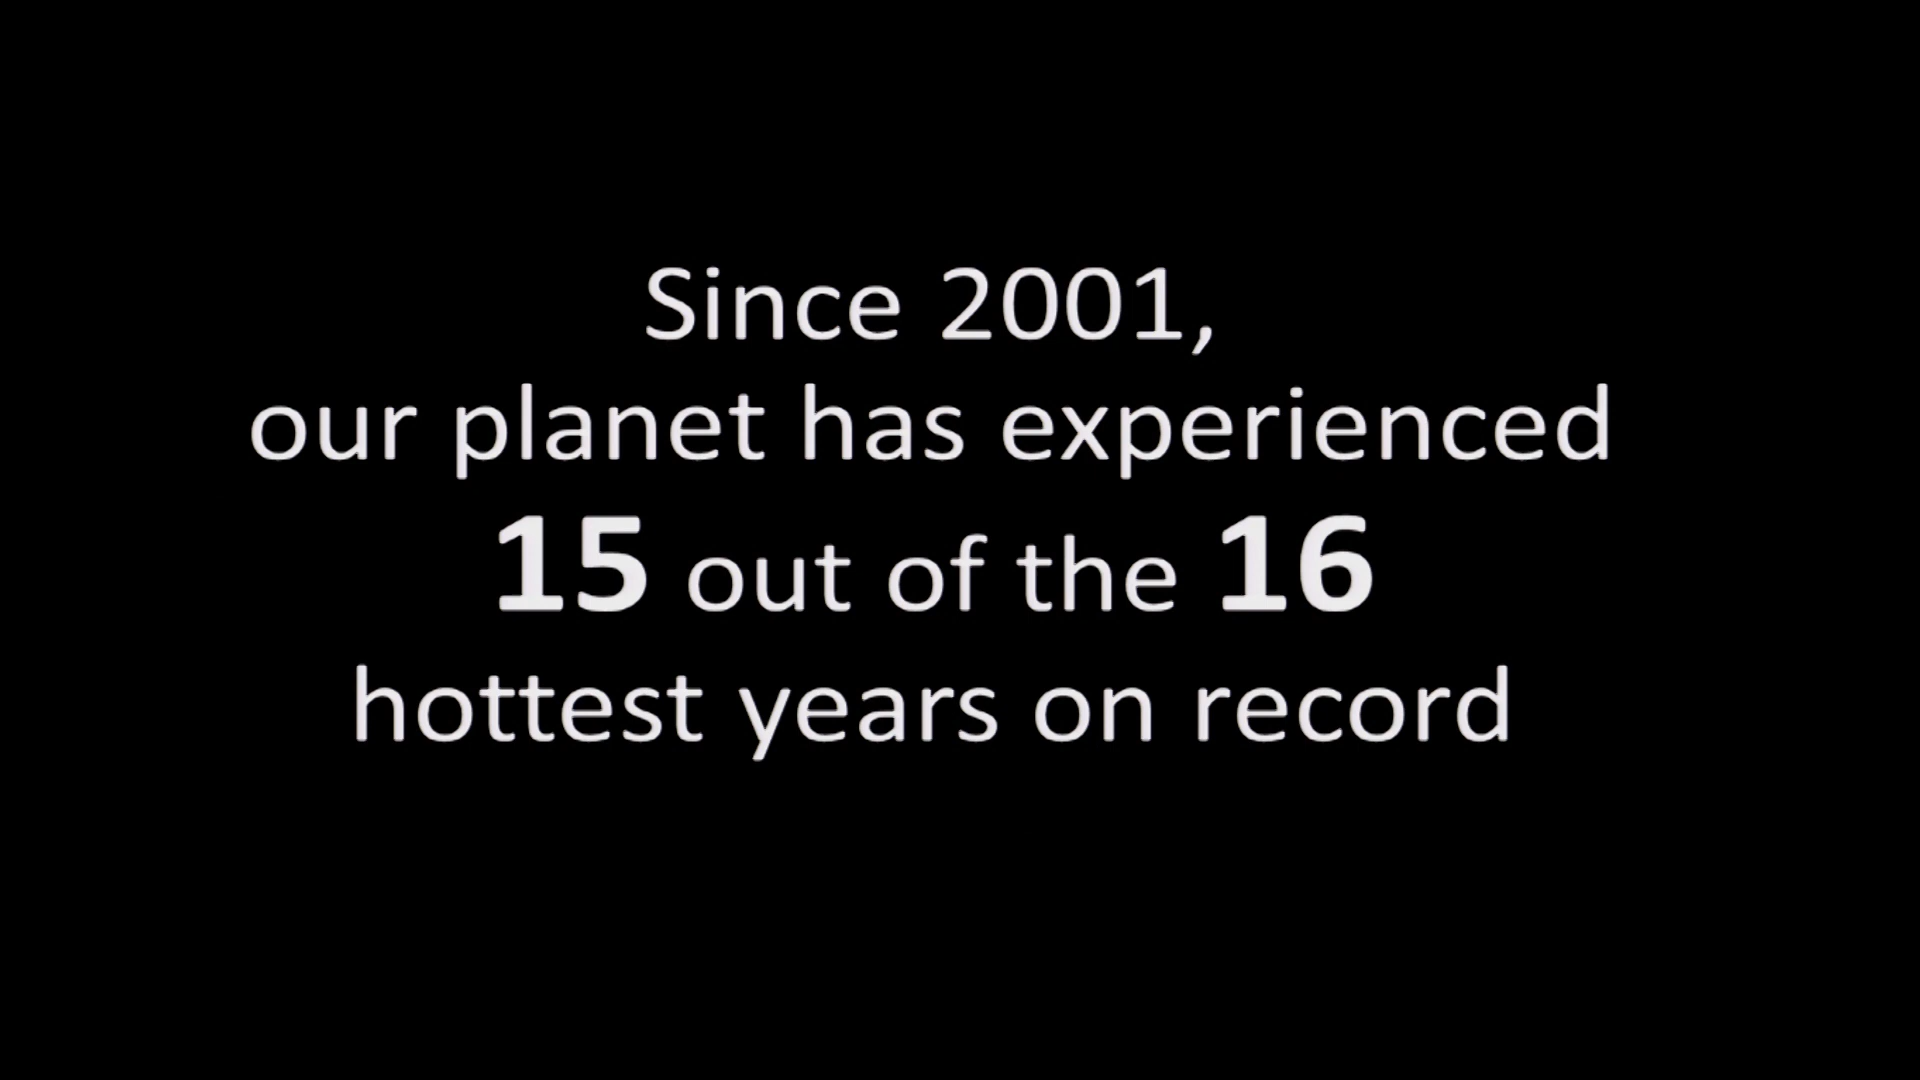 Since 2001,
our planet has experienced
15 out of the 16
hottest years on record